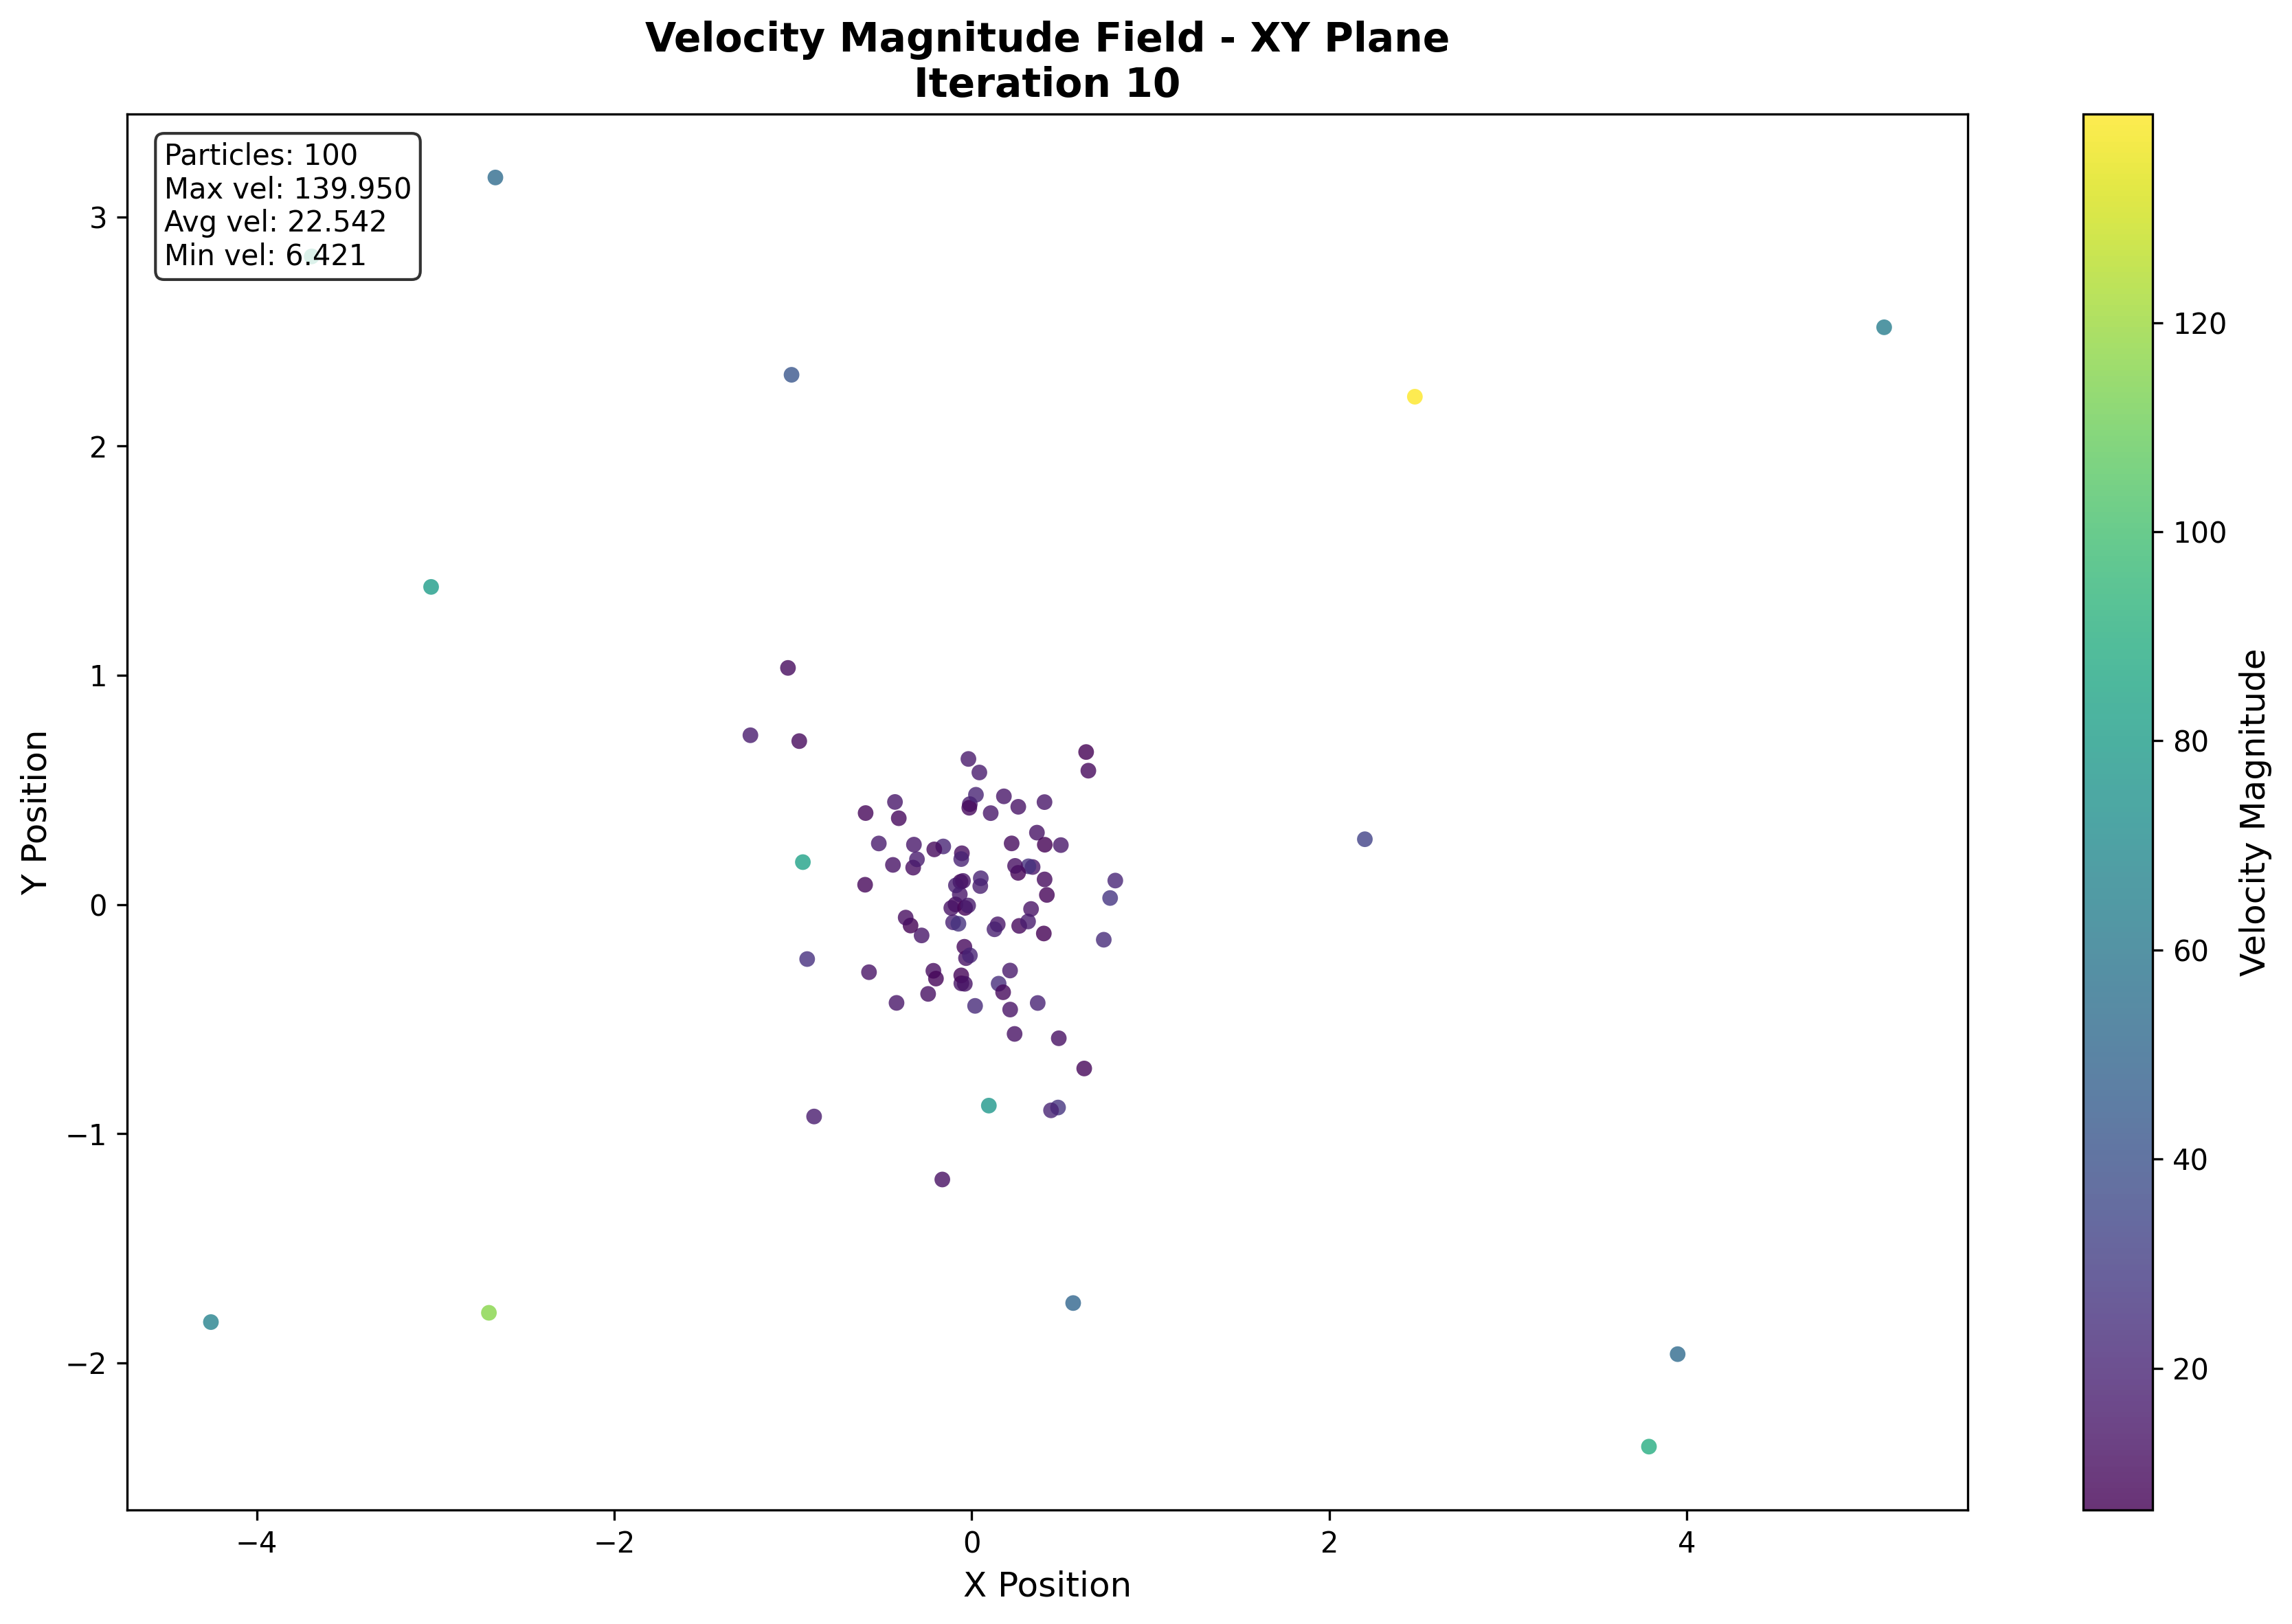 Velocity Magnitude Field - XY Plane
Iteration 10
Particles: 100
Max vel: 139.950
Avg vel: 22.542
Min vel: 6.421
Y Position
3
2
1
0
−1
−2
−4
−2
0
2
4
X Position
120
100
80
60
40
20
Velocity Magnitude